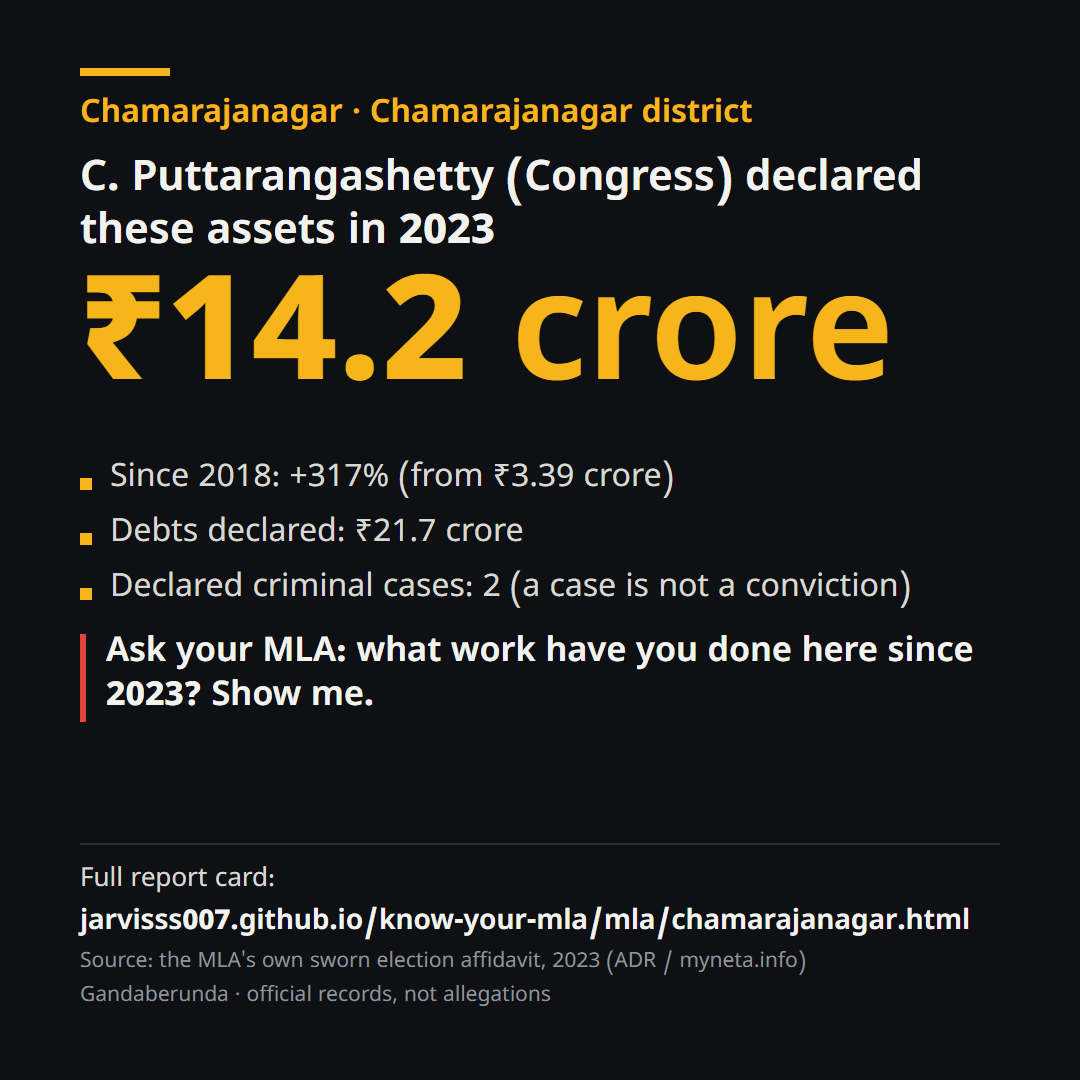 Chamarajanagar · Chamarajanagar district
C. Puttarangashetty (Congress) declared
these assets in 2023
₹14.2 crore
Since 2018: +317% (from ₹3.39 crore)
Debts declared: ₹21.7 crore
Declared criminal cases: 2 (a case is not a conviction)
Ask your MLA: what work have you done here since
2023? Show me.
Full report card:
jarvisss007.github.io/know-your-mla/mla/chamarajanagar.html
Source: the MLA's own sworn election affidavit, 2023 (ADR / myneta.info)
Gandaberunda · official records, not allegations